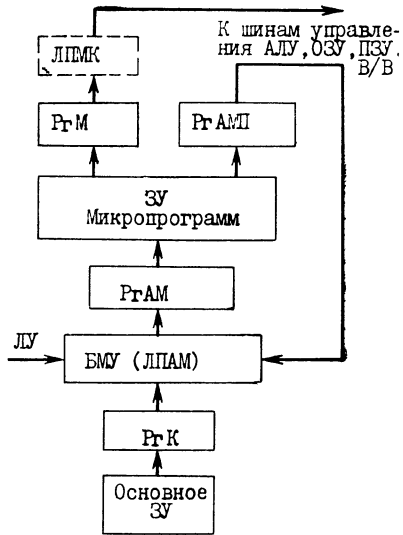 К шинам управле-
ния АЛУ, ОЗУ, ПЗУ.
В/В
ЛПМК
РгМ
РгАМП
ЗУ
Микропрограмм
РгАМ
ЛУ
БМУ (ЛПАМ)
РгК
Основное
ЗУ